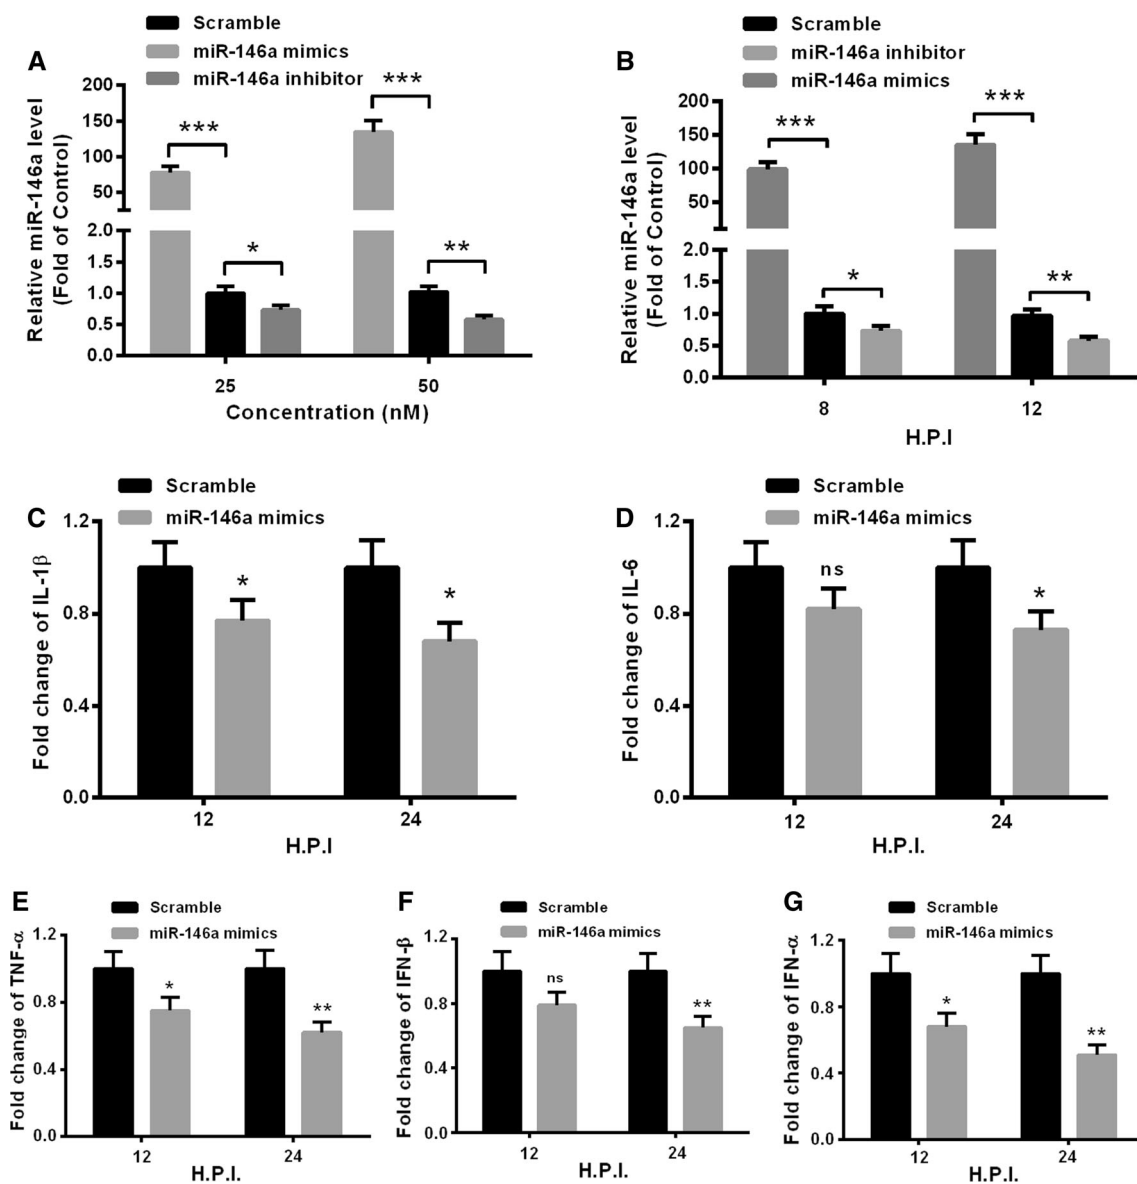 A
Scramble
miR-146a mimics
miR-146a inhibitor
Relative miR-146a level
(Fold of Control)
200
150
100
50
2.0
1.5
1.0
0.5
0.0
***
*
***
**
25
50
Concentration (nM)
B
Scramble
miR-146a inhibitor
miR-146a mimics
Relative miR-146a level
(Fold of Control)
200
150
100
50
2.0
1.5
1.0
0.5
0.0
***
*
***
**
8
12
H.P.I
C
Scramble
miR-146a mimics
Fold change of IL-1β
1.2
0.8
0.4
0.0
*
*
12
24
H.P.I
D
Scramble
miR-146a mimics
Fold change of IL-6
1.2
0.8
0.4
0.0
ns
*
12
24
H.P.I.
E
Scramble
miR-146a mimics
Fold change of TNF-α
1.2
0.8
0.4
0.0
*
**
12
24
H.P.I.
F
Scramble
miR-146a mimics
Fold change of IFN-β
1.2
0.8
0.4
0.0
ns
**
12
24
H.P.I.
G
Scramble
miR-146a mimics
Fold change of IFN-α
1.2
0.8
0.4
0.0
*
**
12
24
H.P.I.